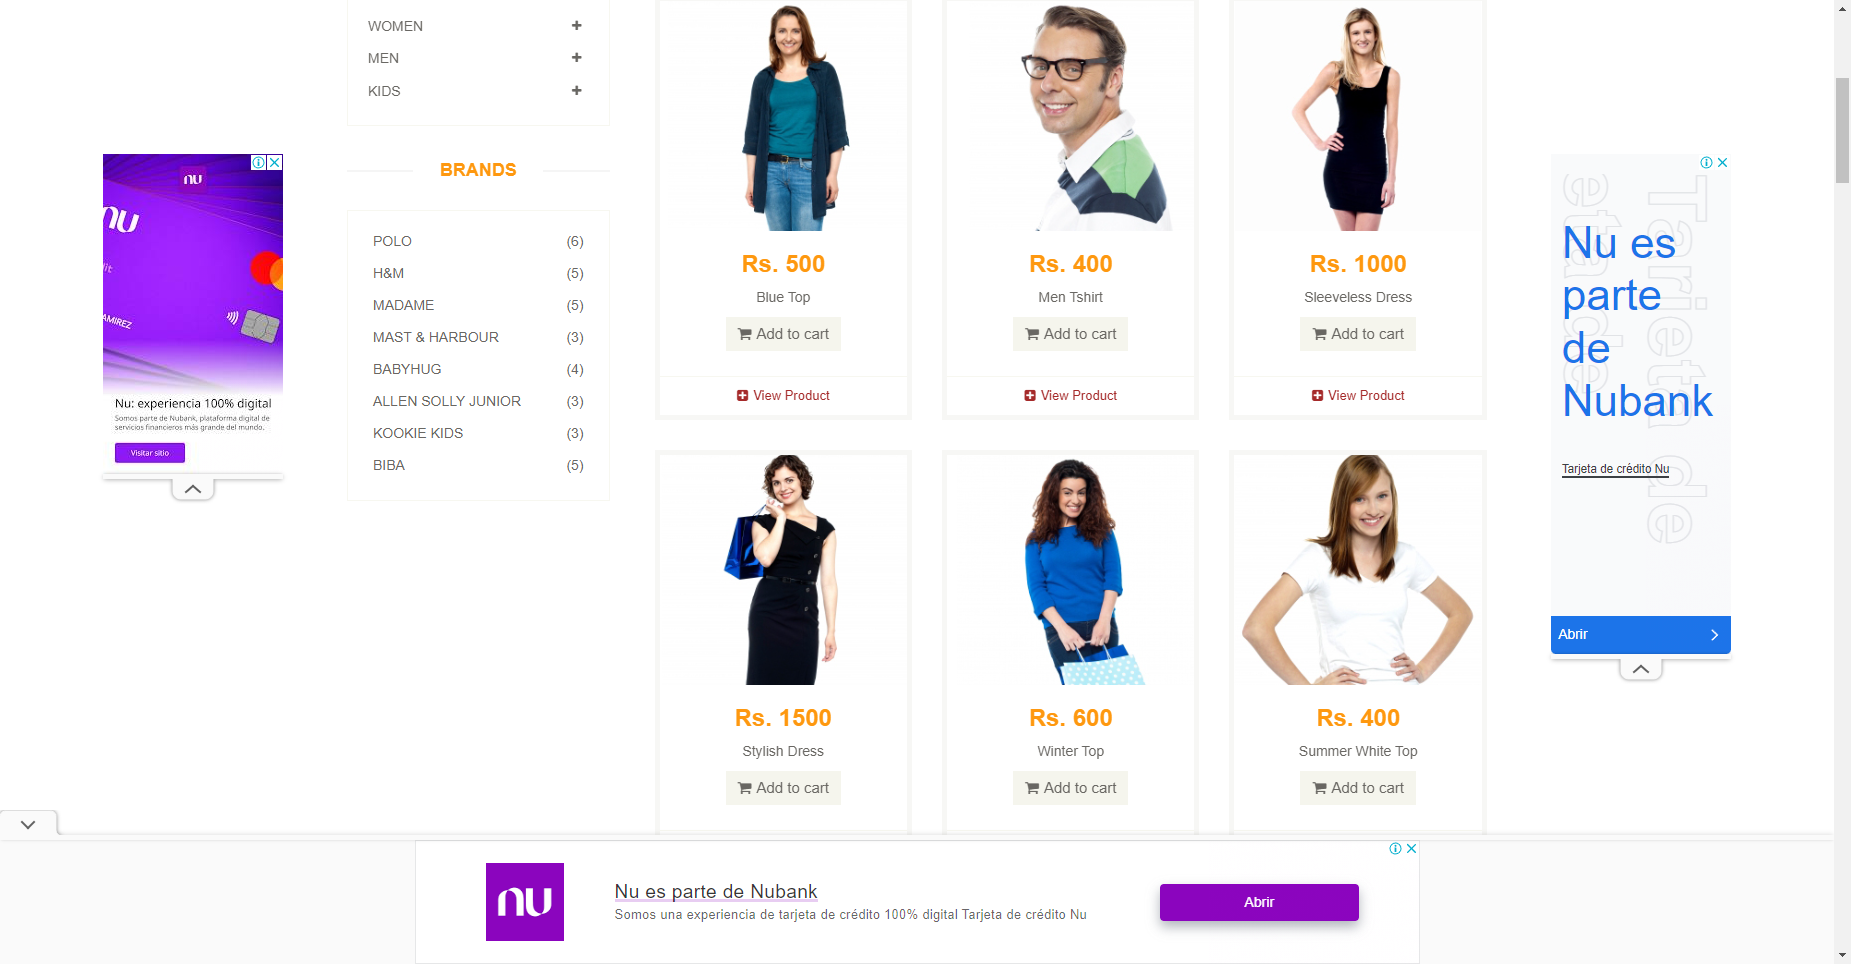 WOMEN
MEN
KIDS
BRANDS
POLO (6)
H&M (5)
MADAME (5)
MAST & HARBOUR (3)
BABYHUG (4)
ALLEN SOLLY JUNIOR (3)
KOOKIE KIDS (3)
BIBA (5)
nu
nu
AMIREZ
Nu: experiencia 100% digital
Somos parte de Nubank, plataforma digital de
servicios financieros más grande del mundo.
Visitar sitio
Rs. 500
Blue Top
Add to cart
View Product
Rs. 400
Men Tshirt
Add to cart
View Product
Rs. 1000
Sleeveless Dress
Add to cart
View Product
Rs. 1500
Stylish Dress
Add to cart
Rs. 600
Winter Top
Add to cart
Rs. 400
Summer White Top
Add to cart
Tarjeta de
eta de
Nu es
parte
de
Nubank
Tarjeta de crédito Nu
Abrir
nu
Nu es parte de Nubank
Somos una experiencia de tarjeta de crédito 100% digital Tarjeta de crédito Nu
Abrir